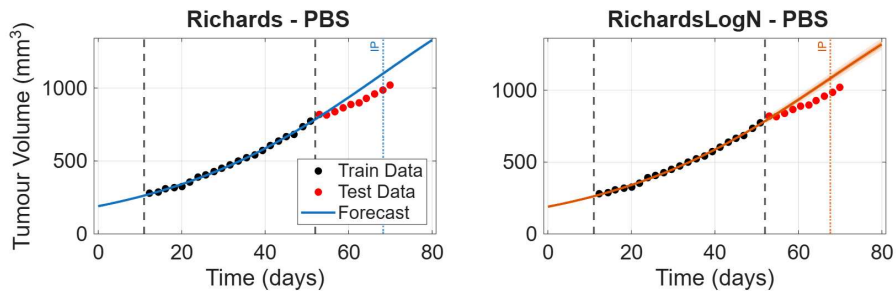 Richards - PBS
RichardsLogN - PBS
Tumour Volume (mm³)
1000
500
0
IP
Train Data
Test Data
Forecast
0
20
40
60
80
Time (days)
1000
500
0
IP
0
20
40
60
80
Time (days)